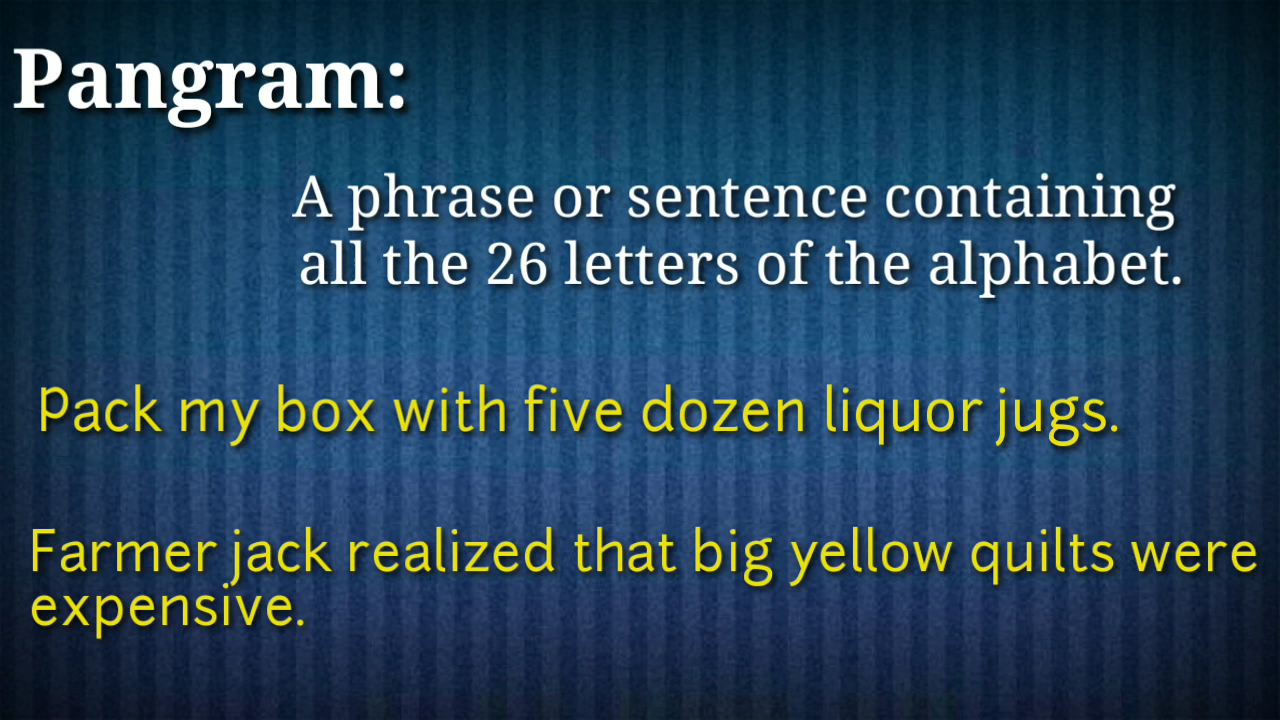 Pangram:
A phrase or sentence containing
all the 26 letters of the alphabet.
Pack my box with five dozen liquor jugs.
Farmer jack realized that big yellow quilts were
expensive.